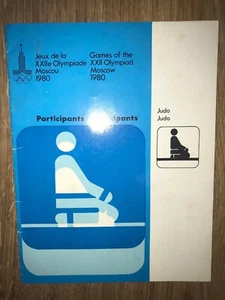 Jeux de la
XXIIe Olympiade
Moscou
1980
Games of the
XXII Olympiad
Moscow
1980
Participants
Judo
Judo